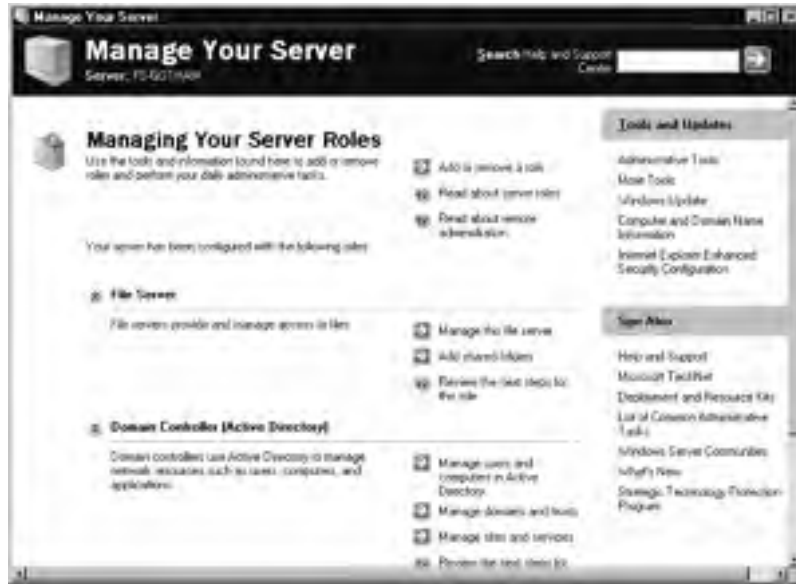 Manage Your Server
Manage Your Server
Server:
Search Help and Support
Center
Managing Your Server Roles
Use the tools and information found here to add or remove
roles and perform your daily administrative tasks.
Your server has been configured with the following roles:
Add or remove a role
Read about server roles
Read about remote
administration
File Server
File servers provide and manage access to files.
Manage this file server
Add shared folders
Review the next steps for
this role
Domain Controller (Active Directory)
Domain controllers use Active Directory to manage
network resources such as users, computers, and
applications.
Manage users and
computers in Active
Directory
Manage domains and trusts
Manage sites and services
Review the next steps for
Tools and Updates
Administrative Tools
More Tools
Windows Update
Computer and Domain Name
Information
Internet Explorer Enhanced
Security Configuration
See Also
Help and Support
Microsoft TechNet
Deployment and Resource Kits
List of Common Administrative
Tasks
Windows Server Communities
What's New
Strategic Technology Protection
Program